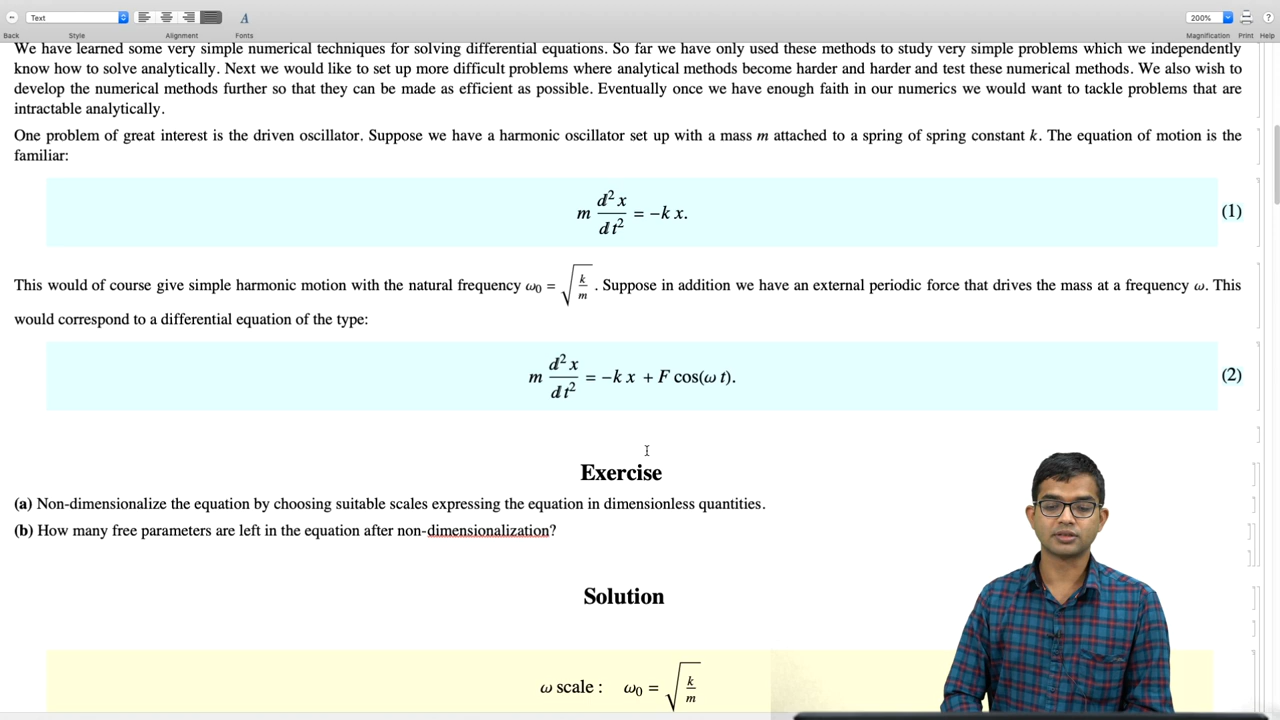 Text
A
200%
Back
Style
Alignment
Fonts
Magnification
Print
Help
We have learned some very simple numerical techniques for solving differential equations. So far we have only used these methods to study very simple problems which we independently
know how to solve analytically. Next we would like to set up more difficult problems where analytical methods become harder and harder and test these numerical methods. We also wish to
develop the numerical methods further so that they can be made as efficient as possible. Eventually once we have enough faith in our numerics we would want to tackle problems that are
intractable analytically.
One problem of great interest is the driven oscillator. Suppose we have a harmonic oscillator set up with a mass m attached to a spring of spring constant k. The equation of motion is the
familiar:
m d²x/dt² = −k x. (1)
This would of course give simple harmonic motion with the natural frequency ω₀ = √(k/m) . Suppose in addition we have an external periodic force that drives the mass at a frequency ω. This
would correspond to a differential equation of the type:
m d²x/dt² = −k x + F cos(ω t). (2)
Exercise
(a) Non-dimensionalize the equation by choosing suitable scales expressing the equation in dimensionless quantities.
(b) How many free parameters are left in the equation after non-dimensionalization?
Solution
ω scale : ω₀ = √(k/m)